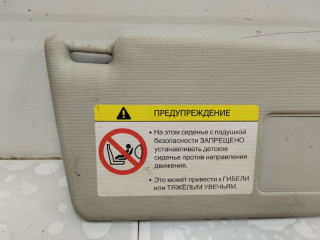 ПРЕДУПРЕЖДЕНИЕ
• На этом сиденье с подушкой
безопасности ЗАПРЕЩЕНО
устанавливать детское
сиденье против направления
движения.
• Это может привести к ГИБЕЛИ
или ТЯЖЁЛЫМ УВЕЧЬЯМ.